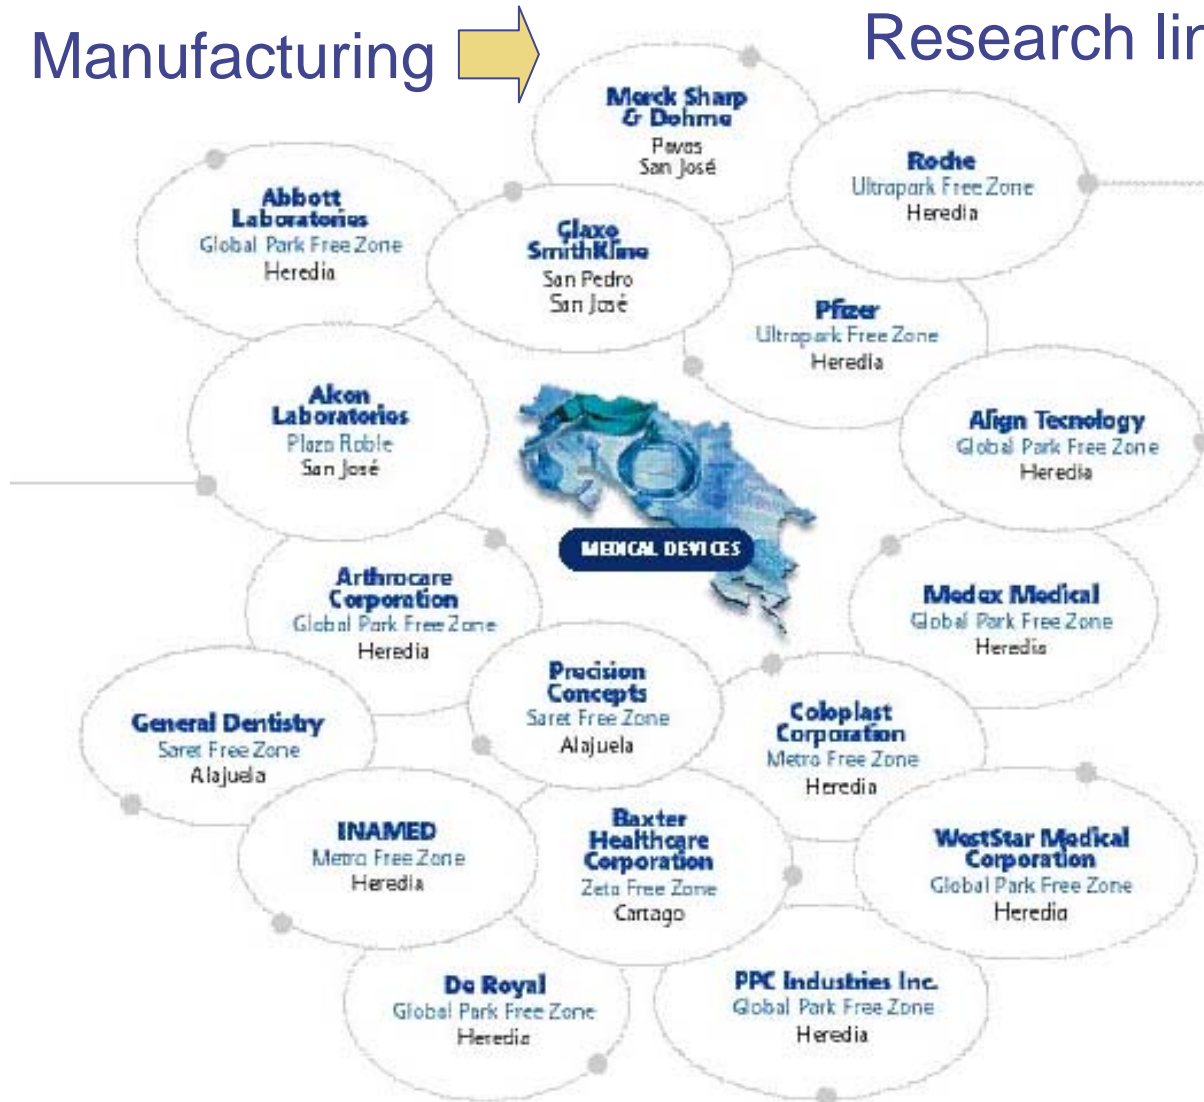 Manufacturing
Research lin
Merck Sharp
& Dohme
Pavas
San José
Roche
Ultrapark Free Zone
Heredia
Abbott
Laboratories
Global Park Free Zone
Heredia
Glaxo
SmithKline
San Pedro
San José
Pfizer
Ultrapark Free Zone
Heredia
Alcon
Laboratories
Plaza Roble
San José
Align Tecnology
Global Park Free Zone
Heredia
MEDICAL DEVICES
Arthrocare
Corporation
Global Park Free Zone
Heredia
Medex Medical
Global Park Free Zone
Heredia
Precision
Concepts
Saret Free Zone
Alajuela
General Dentistry
Saret Free Zone
Alajuela
Coloplast
Corporation
Metro Free Zone
Heredia
INAMED
Metro Free Zone
Heredia
Baxter
Healthcare
Corporation
Zeta Free Zone
Cartago
WestStar Medical
Corporation
Global Park Free Zone
Heredia
De Royal
Global Park Free Zone
Heredia
PPC Industries Inc.
Global Park Free Zone
Heredia